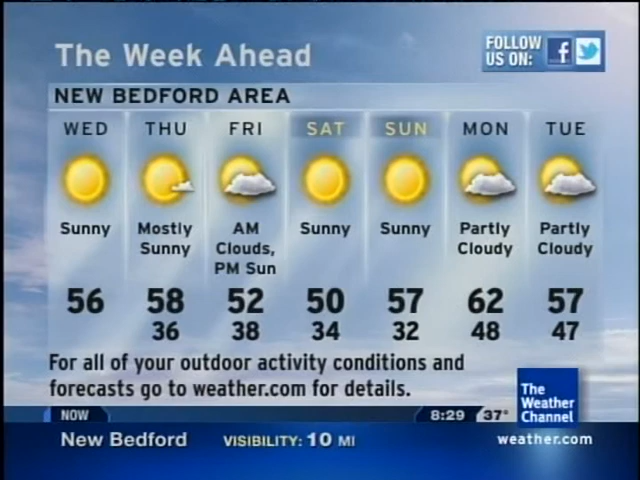 The Week Ahead
FOLLOW
US ON:
NEW BEDFORD AREA
WED THU FRI SAT SUN MON TUE
Sunny Mostly Sunny AM Clouds, PM Sun Sunny Sunny Partly Cloudy Partly Cloudy
56 58 52 50 57 62 57
36 38 34 32 48 47
For all of your outdoor activity conditions and
forecasts go to weather.com for details.
The
Weather
Channel
NOW 8:29 37°
New Bedford VISIBILITY: 10 MI weather.com